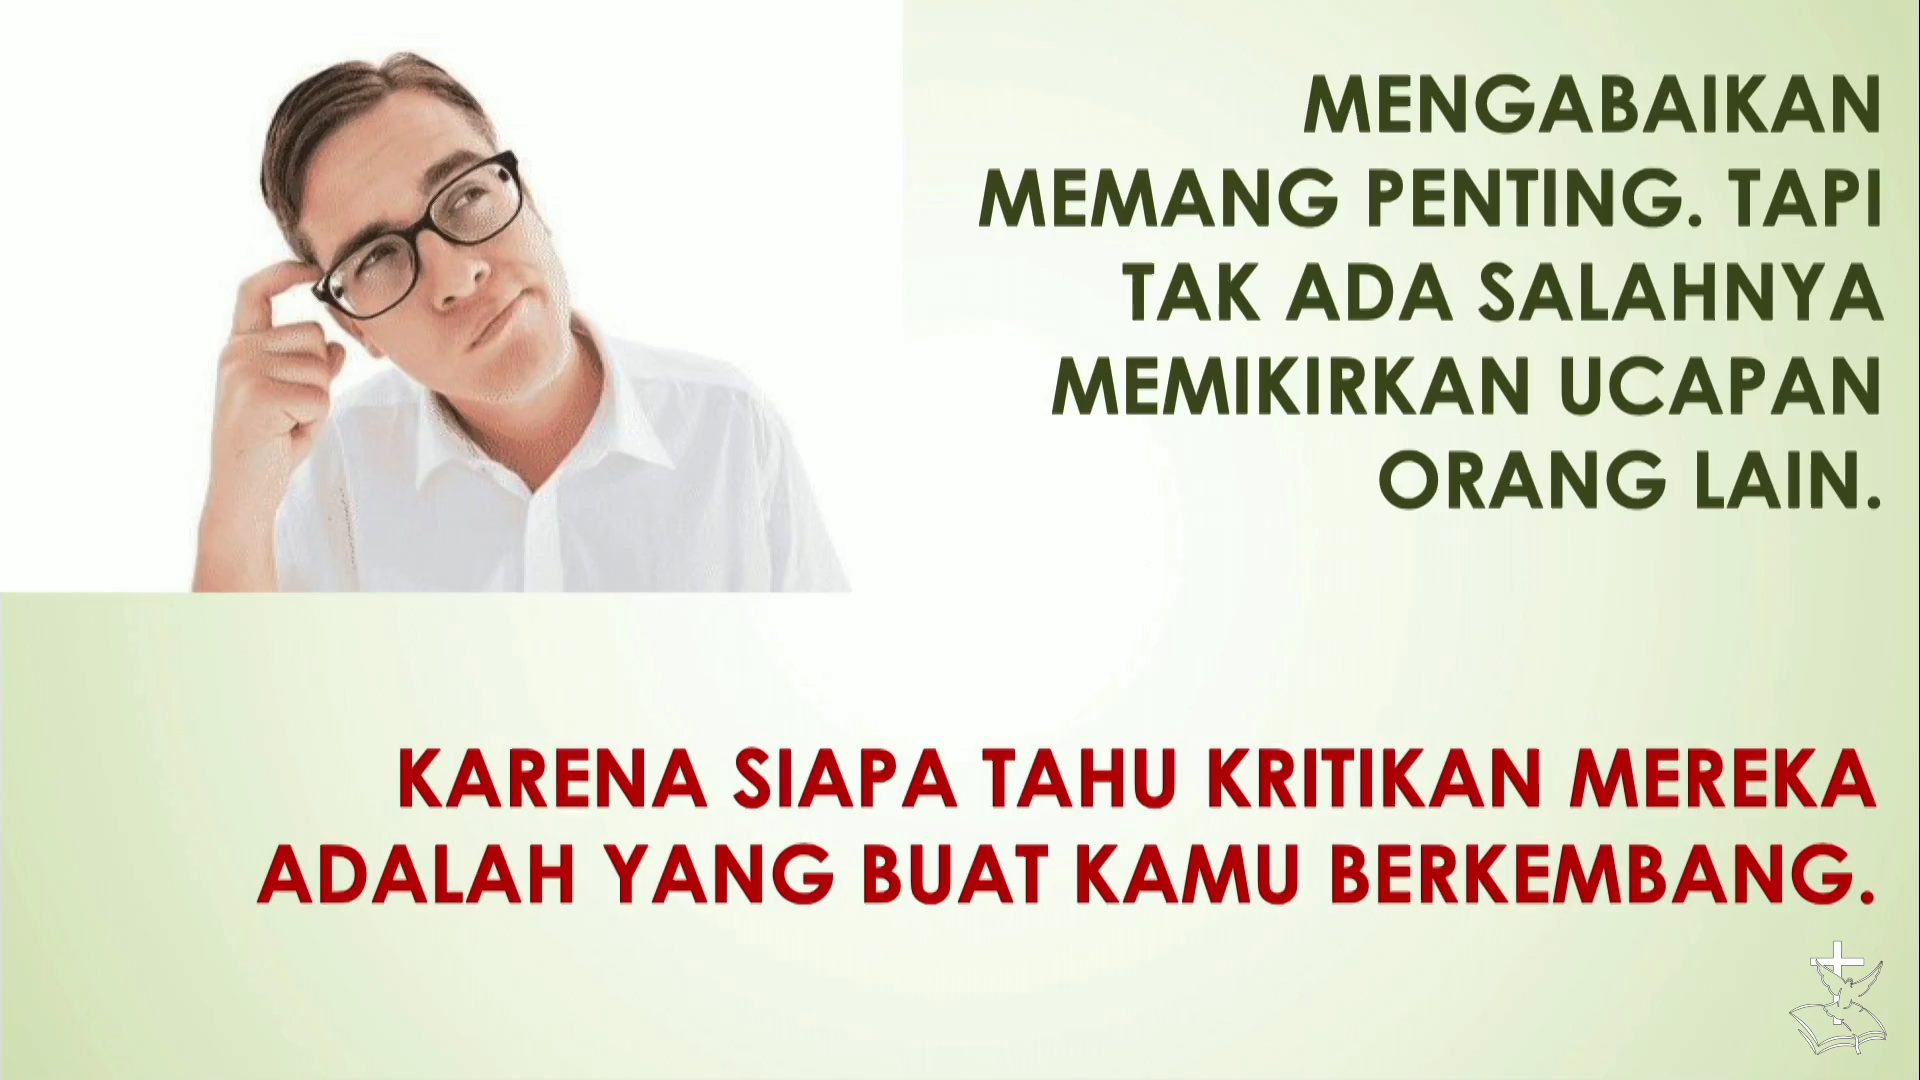 MENGABAIKAN
MEMANG PENTING. TAPI
TAK ADA SALAHNYA
MEMIKIRKAN UCAPAN
ORANG LAIN.
KARENA SIAPA TAHU KRITIKAN MEREKA
ADALAH YANG BUAT KAMU BERKEMBANG.